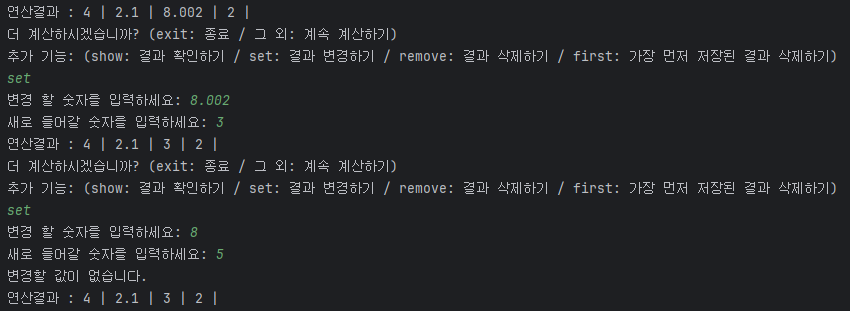 연산결과 : 4 | 2.1 | 8.002 | 2 |
더 계산하시겠습니까? (exit: 종료 / 그 외: 계속 계산하기)
추가 기능: (show: 결과 확인하기 / set: 결과 변경하기 / remove: 결과 삭제하기 / first: 가장 먼저 저장된 결과 삭제하기)
set
변경 할 숫자를 입력하세요: 8.002
새로 들어갈 숫자를 입력하세요: 3
연산결과 : 4 | 2.1 | 3 | 2 |
더 계산하시겠습니까? (exit: 종료 / 그 외: 계속 계산하기)
추가 기능: (show: 결과 확인하기 / set: 결과 변경하기 / remove: 결과 삭제하기 / first: 가장 먼저 저장된 결과 삭제하기)
set
변경 할 숫자를 입력하세요: 8
새로 들어갈 숫자를 입력하세요: 5
변경할 값이 없습니다.
연산결과 : 4 | 2.1 | 3 | 2 |